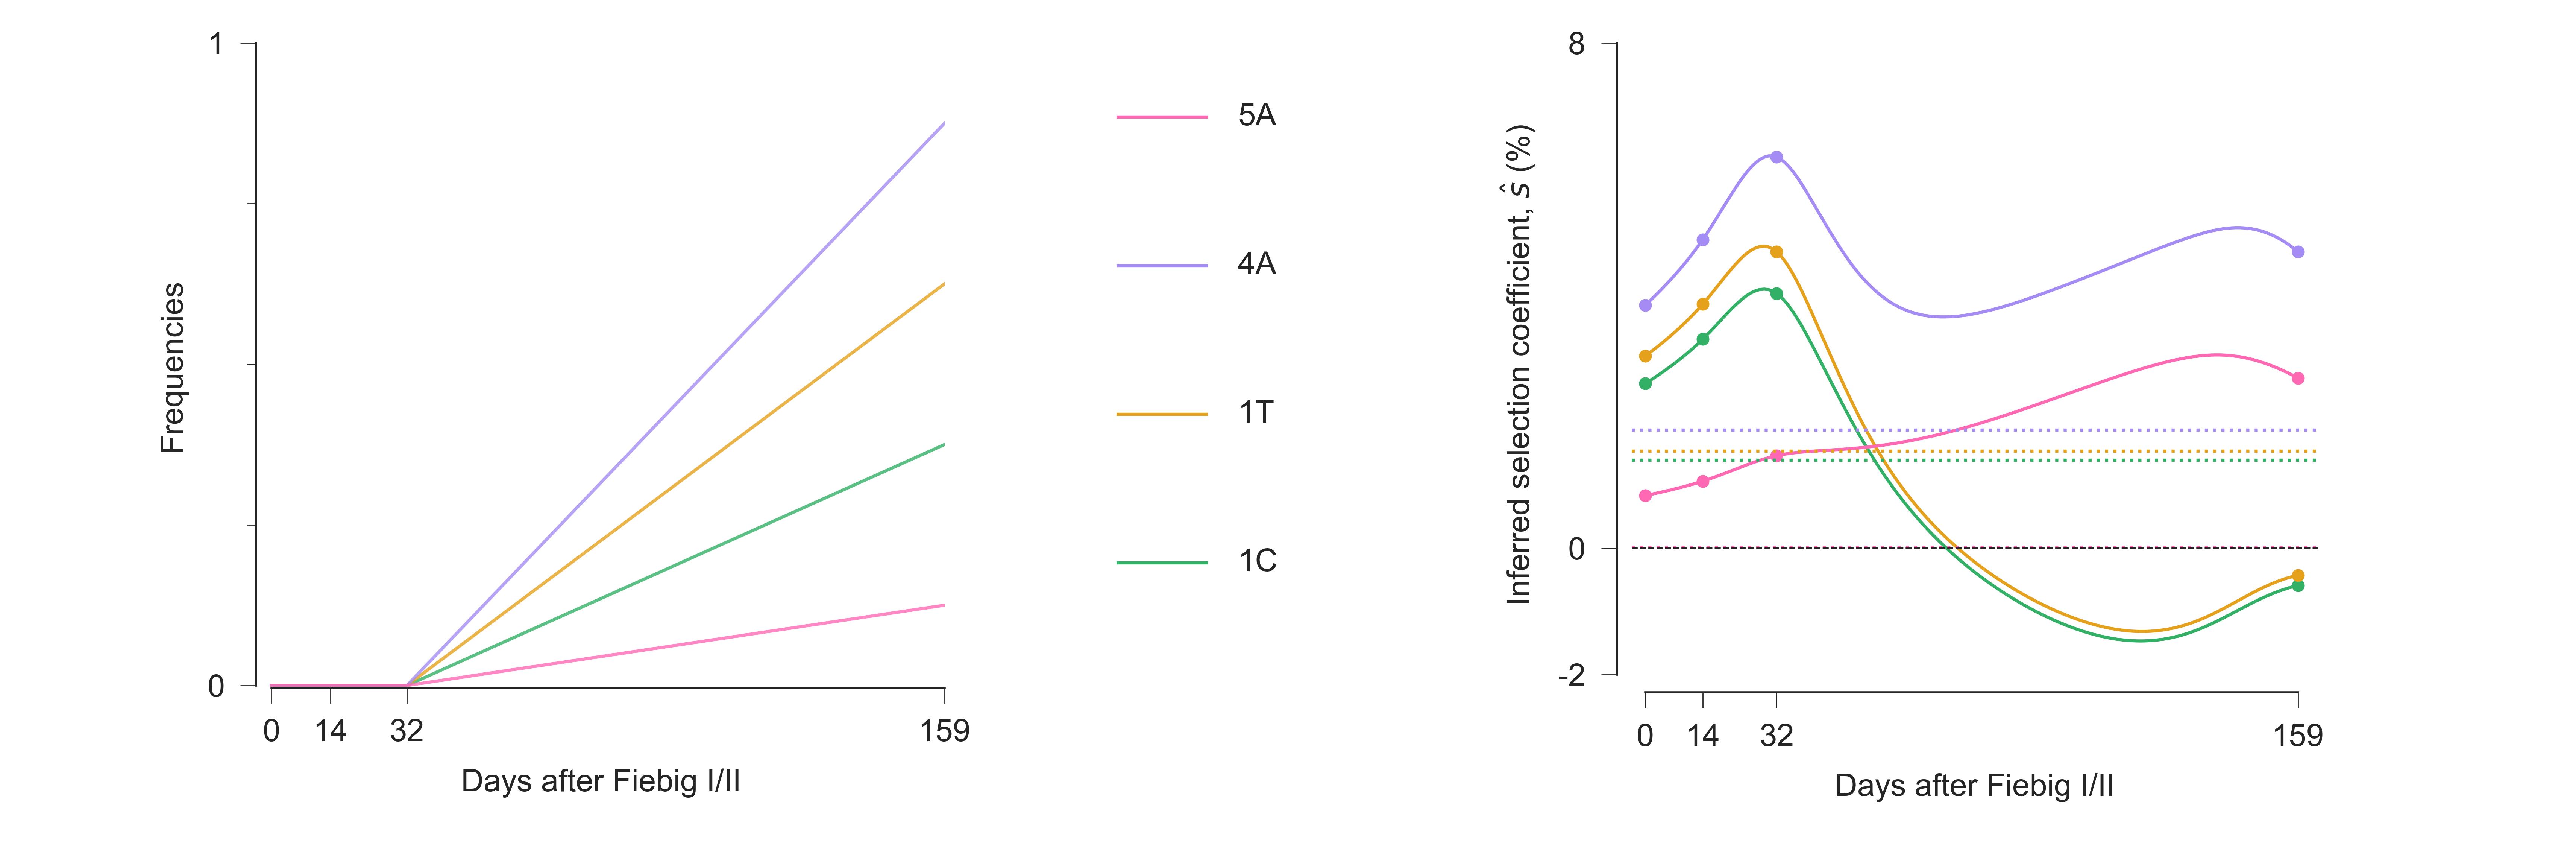 1
0
Frequencies
0 14 32 159
Days after Fiebig I/II
5A
4A
1T
1C
8
0
-2
Inferred selection coefficient, ŝ (%)
0 14 32 159
Days after Fiebig I/II